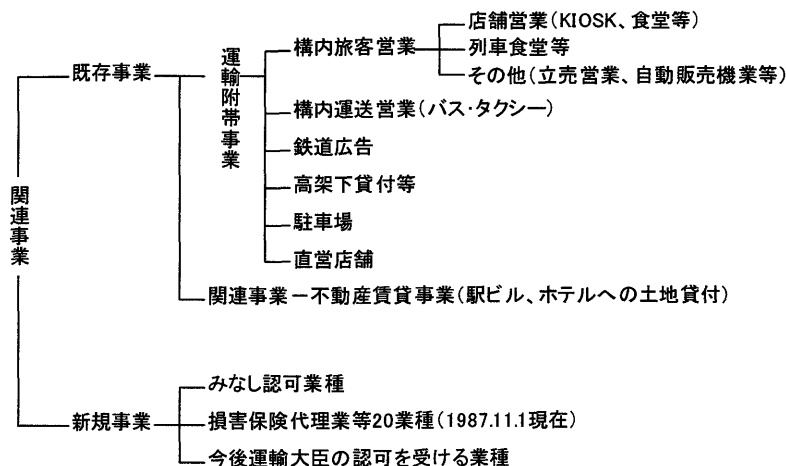 関連事業
既存事業
運輸附帯事業
構内旅客営業
店舗営業(KIOSK、食堂等)
列車食堂等
その他(立売営業、自動販売機業等)
構内運送営業(バス・タクシー)
鉄道広告
高架下貸付等
駐車場
直営店舗
関連事業－不動産賃貸事業(駅ビル、ホテルへの土地貸付)
新規事業
みなし認可業種
損害保険代理業等20業種(1987.11.1現在)
今後運輸大臣の認可を受ける業種